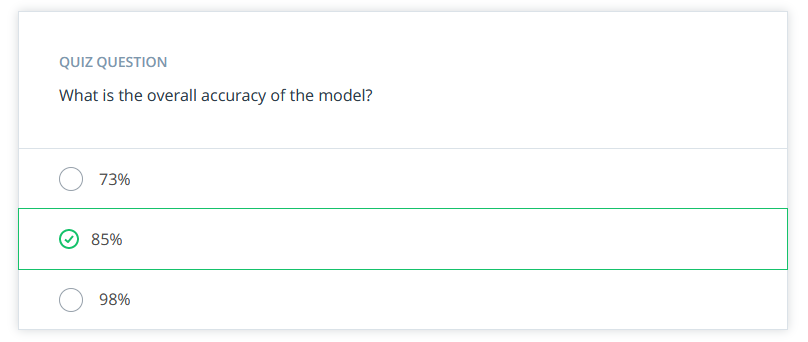 QUIZ QUESTION
What is the overall accuracy of the model?
73%
85%
98%